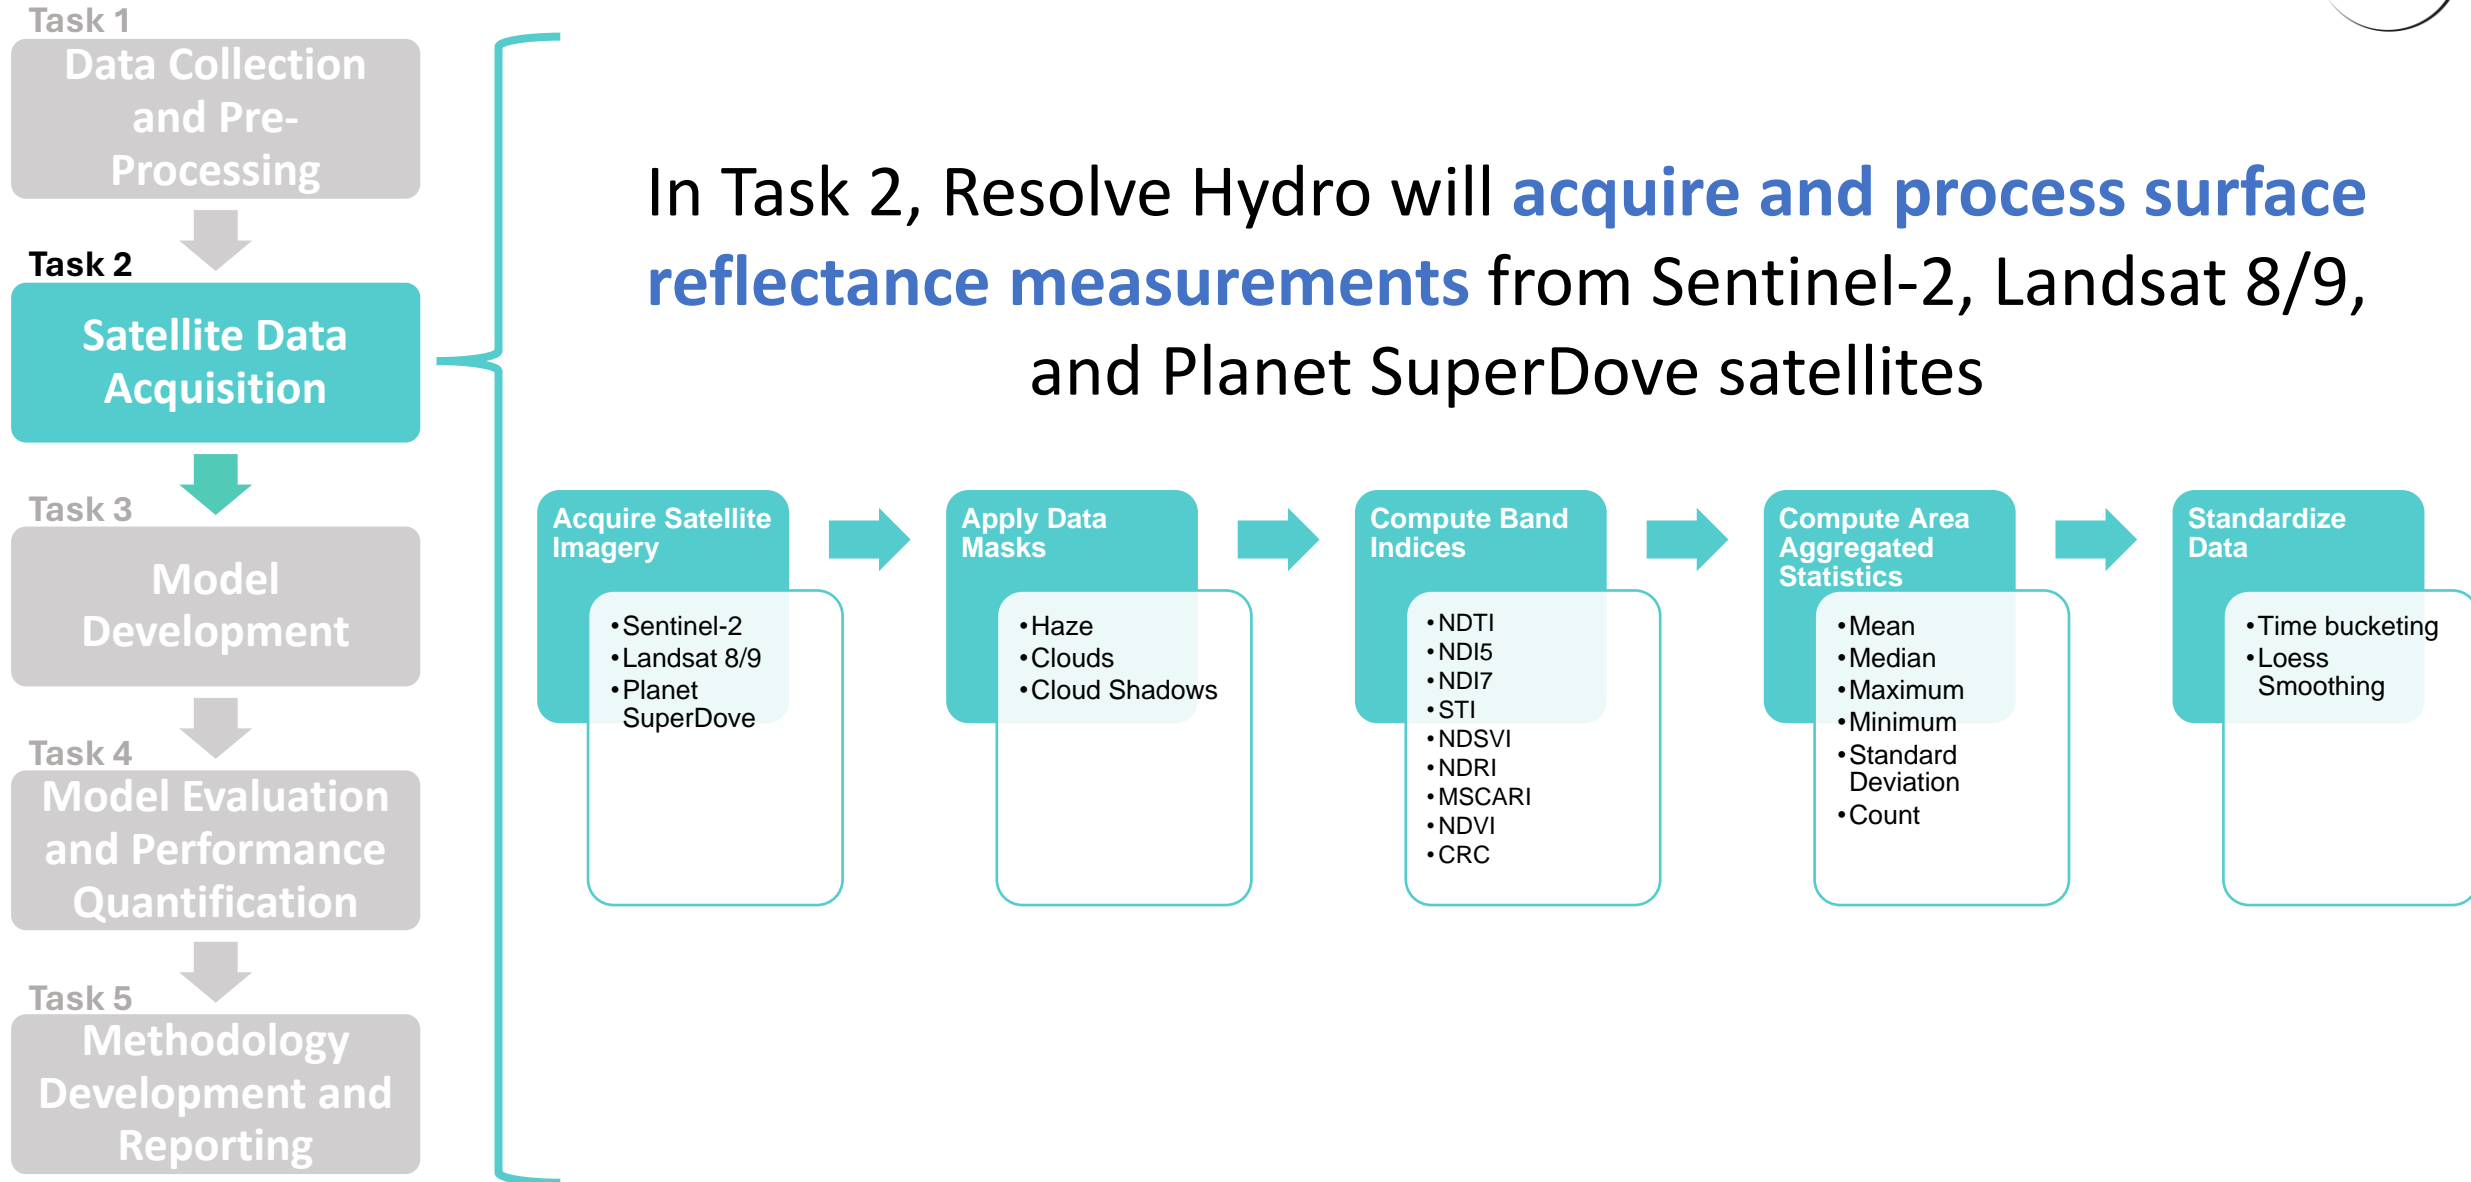 Task 1
Data Collection
and Pre-
Processing
Task 2
Satellite Data
Acquisition
Task 3
Model
Development
Task 4
Model Evaluation
and Performance
Quantification
Task 5
Methodology
Development and
Reporting
In Task 2, Resolve Hydro will acquire and process surface
reflectance measurements from Sentinel-2, Landsat 8/9,
and Planet SuperDove satellites
Acquire Satellite
Imagery
•Sentinel-2
•Landsat 8/9
•Planet
SuperDove
Apply Data
Masks
•Haze
•Clouds
•Cloud Shadows
Compute Band
Indices
•NDTI
•NDI5
•NDI7
•STI
•NDSVI
•NDRI
•MSCARI
•NDVI
•CRC
Compute Area
Aggregated
Statistics
•Mean
•Median
•Maximum
•Minimum
•Standard
Deviation
•Count
Standardize
Data
•Time bucketing
•Loess
Smoothing